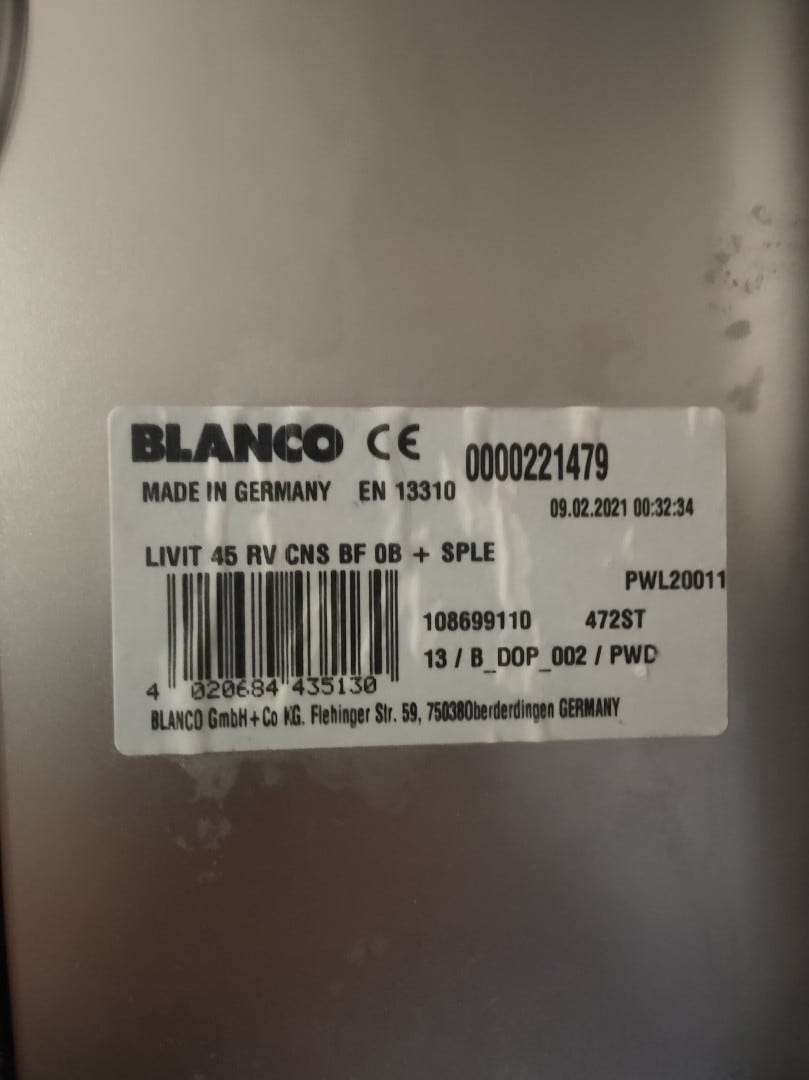 BLANCO CE 0000221479
MADE IN GERMANY EN 13310
09.02.2021 00:32:34
LIVIT 45 RV CNS BF OB + SPLE
PWL20011
108699110 472ST
13 / B_DOP_002 / PWD
4 020684 435130
BLANCO GmbH+Co KG. Flehinger Str. 59, 75038Oberderdingen GERMANY